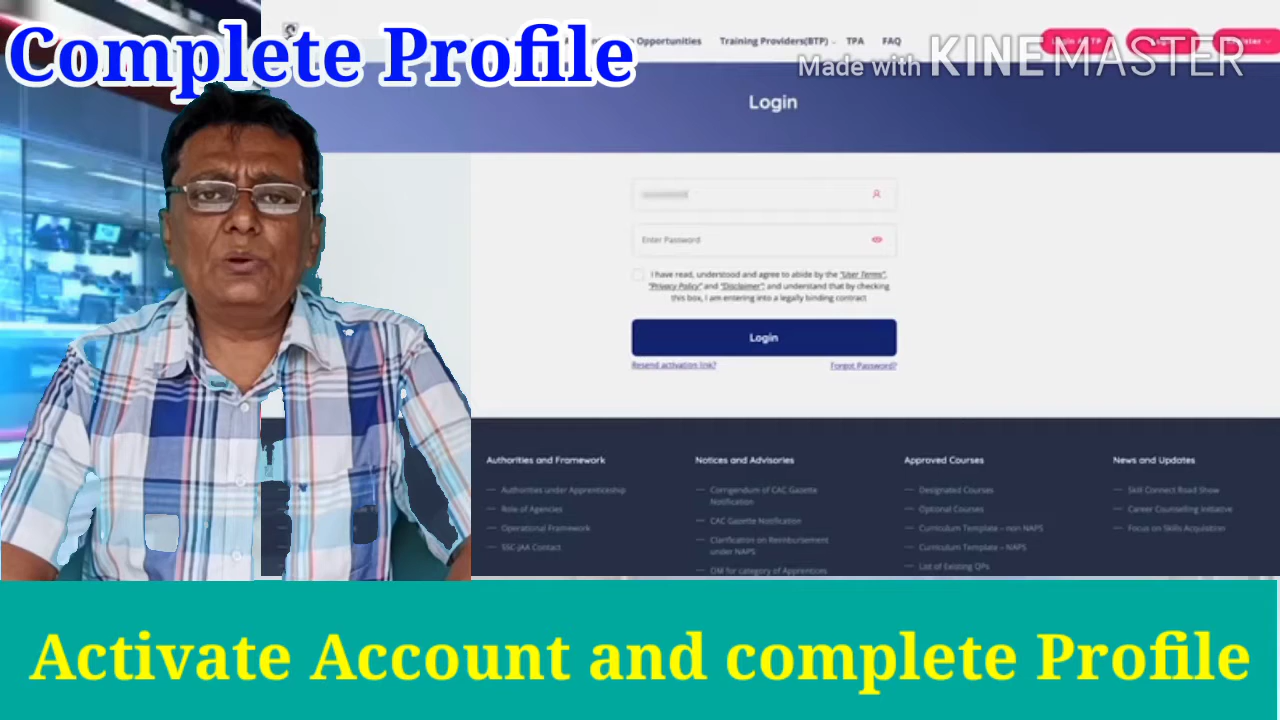 Complete Profile
Opportunities
Training Providers(BTP)
TPA
FAQ
Made with KINEMASTER
Login
Enter Password
I have read, understood and agree to abide by the "User Terms",
"Privacy Policy" and "Disclaimer"; and understand that by checking
this box, I am entering into a legally binding contract
Login
Resend activation link?
Forgot Password?
Authorities and Framework
— Authorities under Apprenticeship
— Role of Agencies
— Operational Framework
— SSC-JAA Contact
Notices and Advisories
— Corrigendum of CAC Gazette
Notification
— CAC Gazette Notification
— Clarification on Reimbursement
under NAPS
— OM for category of Apprentices
Approved Courses
— Designated Courses
— Optional Courses
— Curriculum Template – non NAPS
— Curriculum Template – NAPS
— List of Existing QPs
News and Updates
— Skill Connect Road Show
— Career Counselling Initiative
— Focus on Skills Acquisition
Activate Account and complete Profile